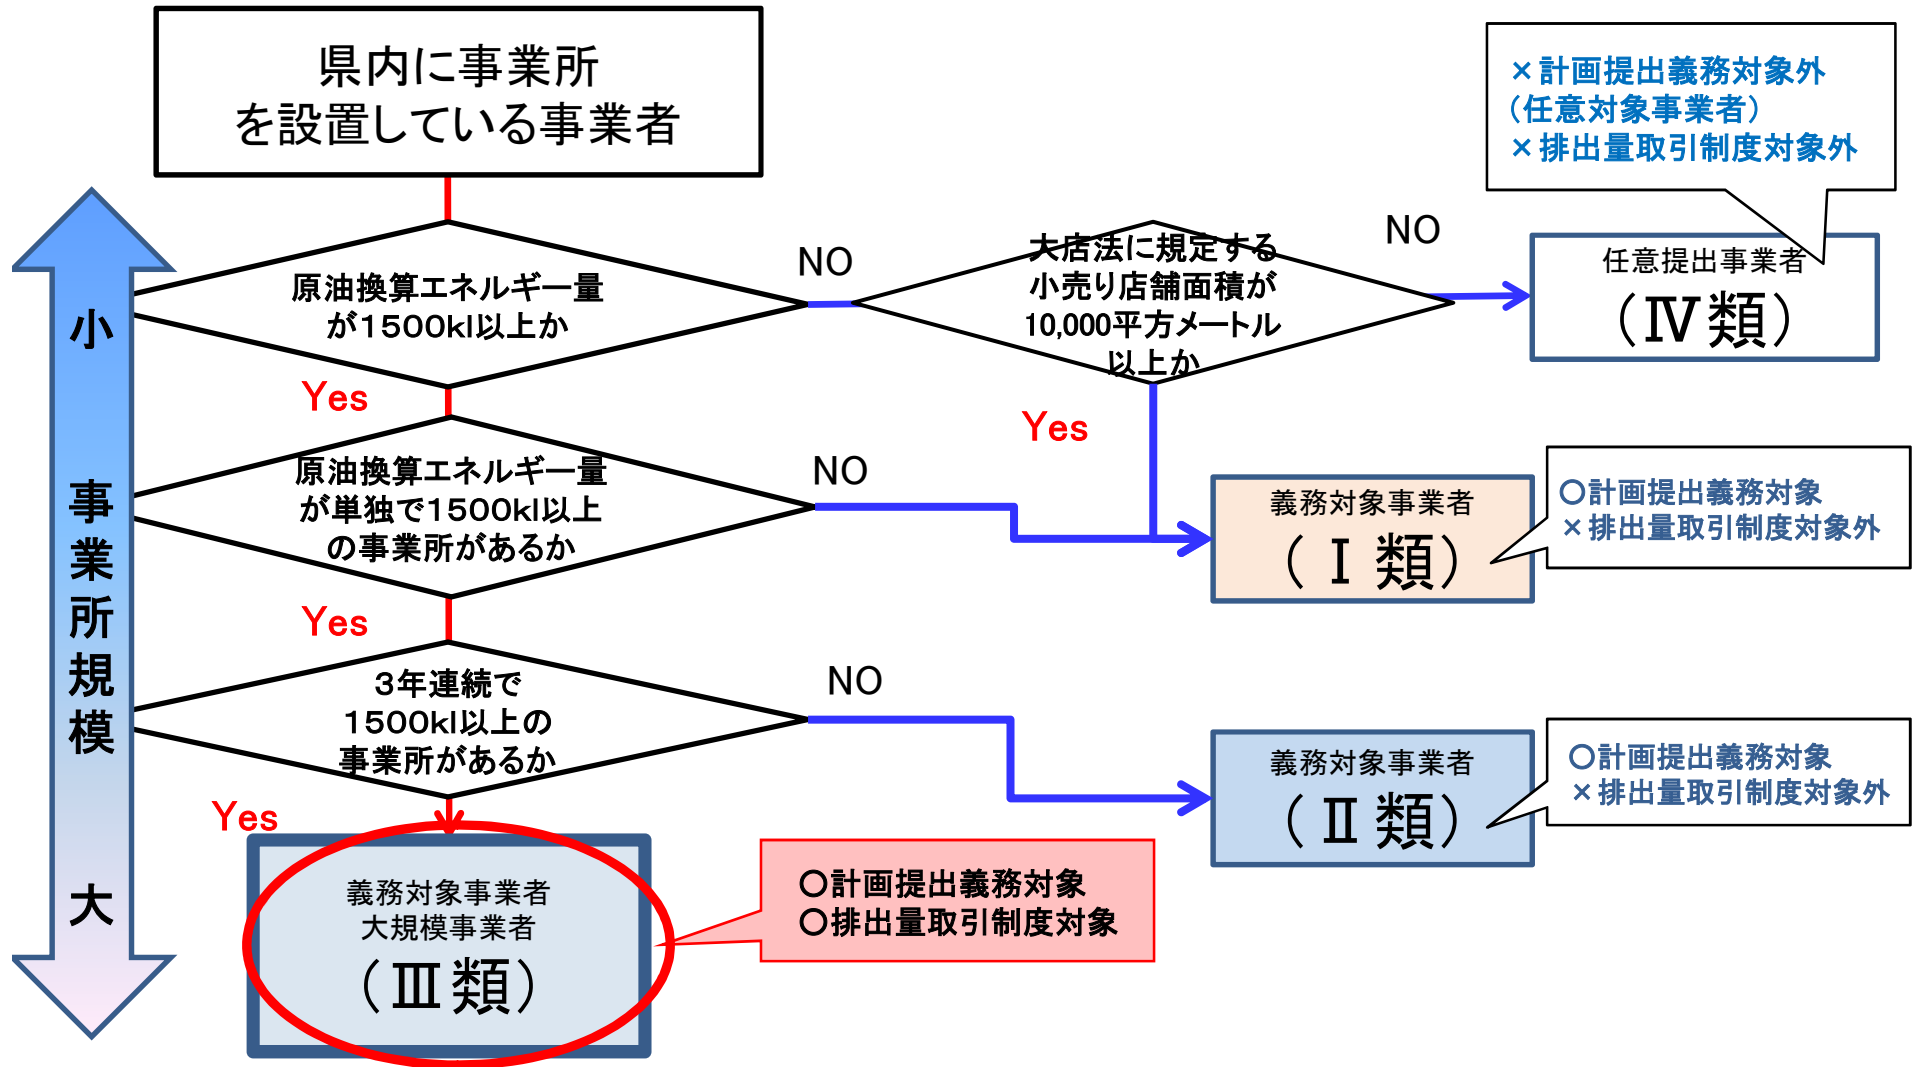 県内に事業所
を設置している事業者
×計画提出義務対象外
（任意対象事業者）
×排出量取引制度対象外
小
事業所規模
大
原油換算エネルギー量
が1500kl以上か
NO
大店法に規定する
小売り店舗面積が
10,000平方メートル
以上か
NO
任意提出事業者
（Ⅳ類）
Yes
Yes
原油換算エネルギー量
が単独で1500kl以上
の事業所があるか
NO
義務対象事業者
（Ⅰ類）
○計画提出義務対象
×排出量取引制度対象外
Yes
3年連続で
1500kl以上の
事業所があるか
NO
義務対象事業者
（Ⅱ類）
○計画提出義務対象
×排出量取引制度対象外
Yes
義務対象事業者
大規模事業者
（Ⅲ類）
○計画提出義務対象
○排出量取引制度対象